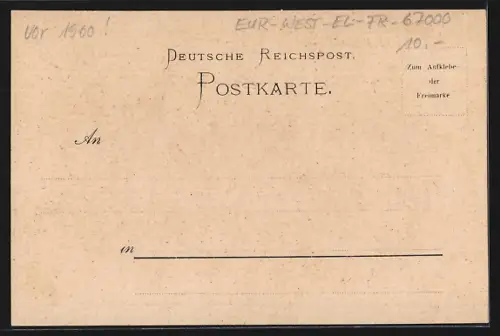 vor 1900!
EUR-WEST-EL-FR-67000
10.-
DEUTSCHE REICHSPOST.
POSTKARTE.
Zum Aufklebe-
der
Freimarke
An
in